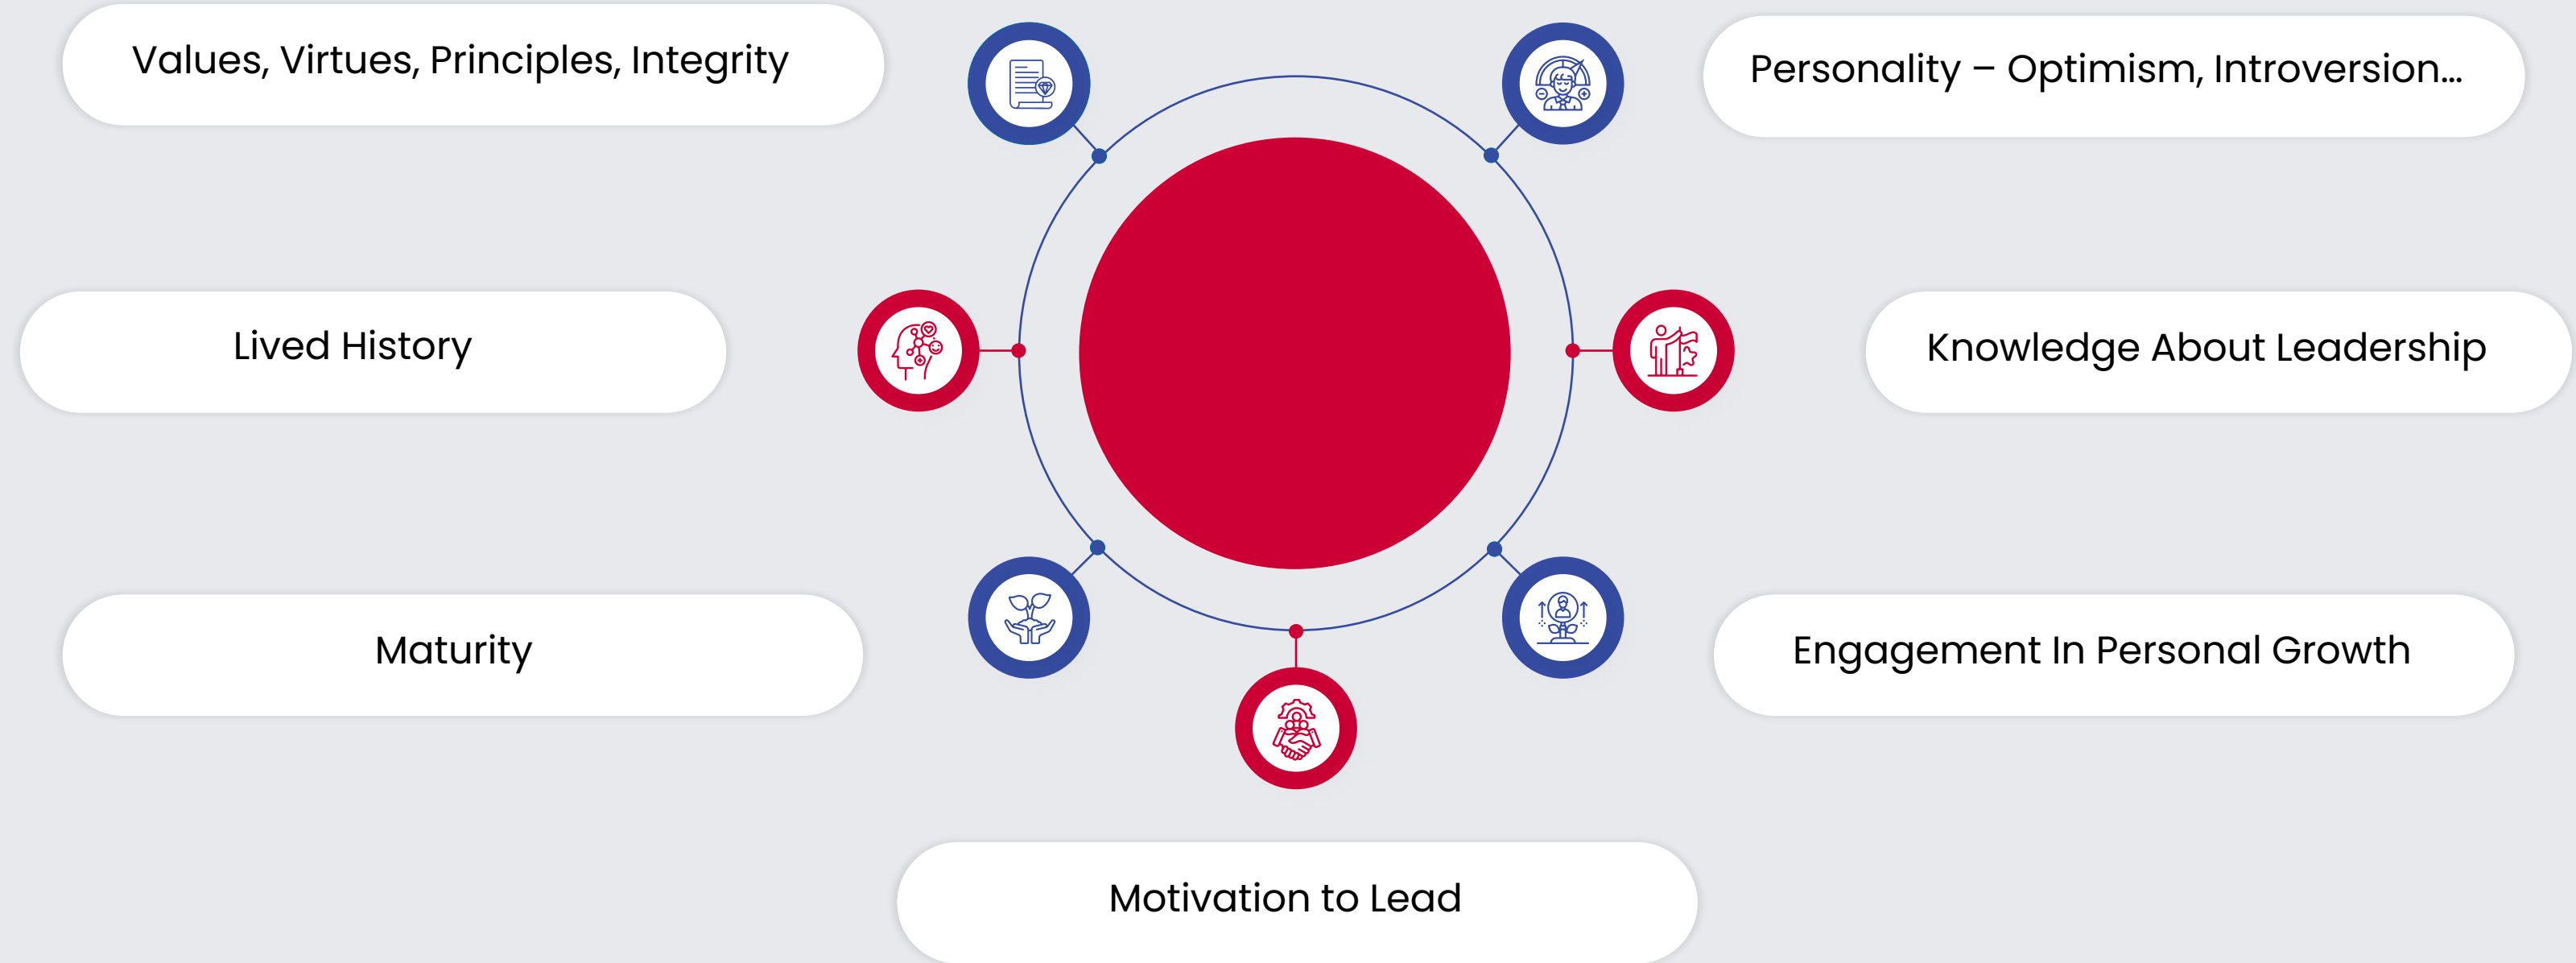 Values, Virtues, Principles, Integrity
Personality – Optimism, Introversion...
Lived History
Knowledge About Leadership
Maturity
Engagement In Personal Growth
Motivation to Lead